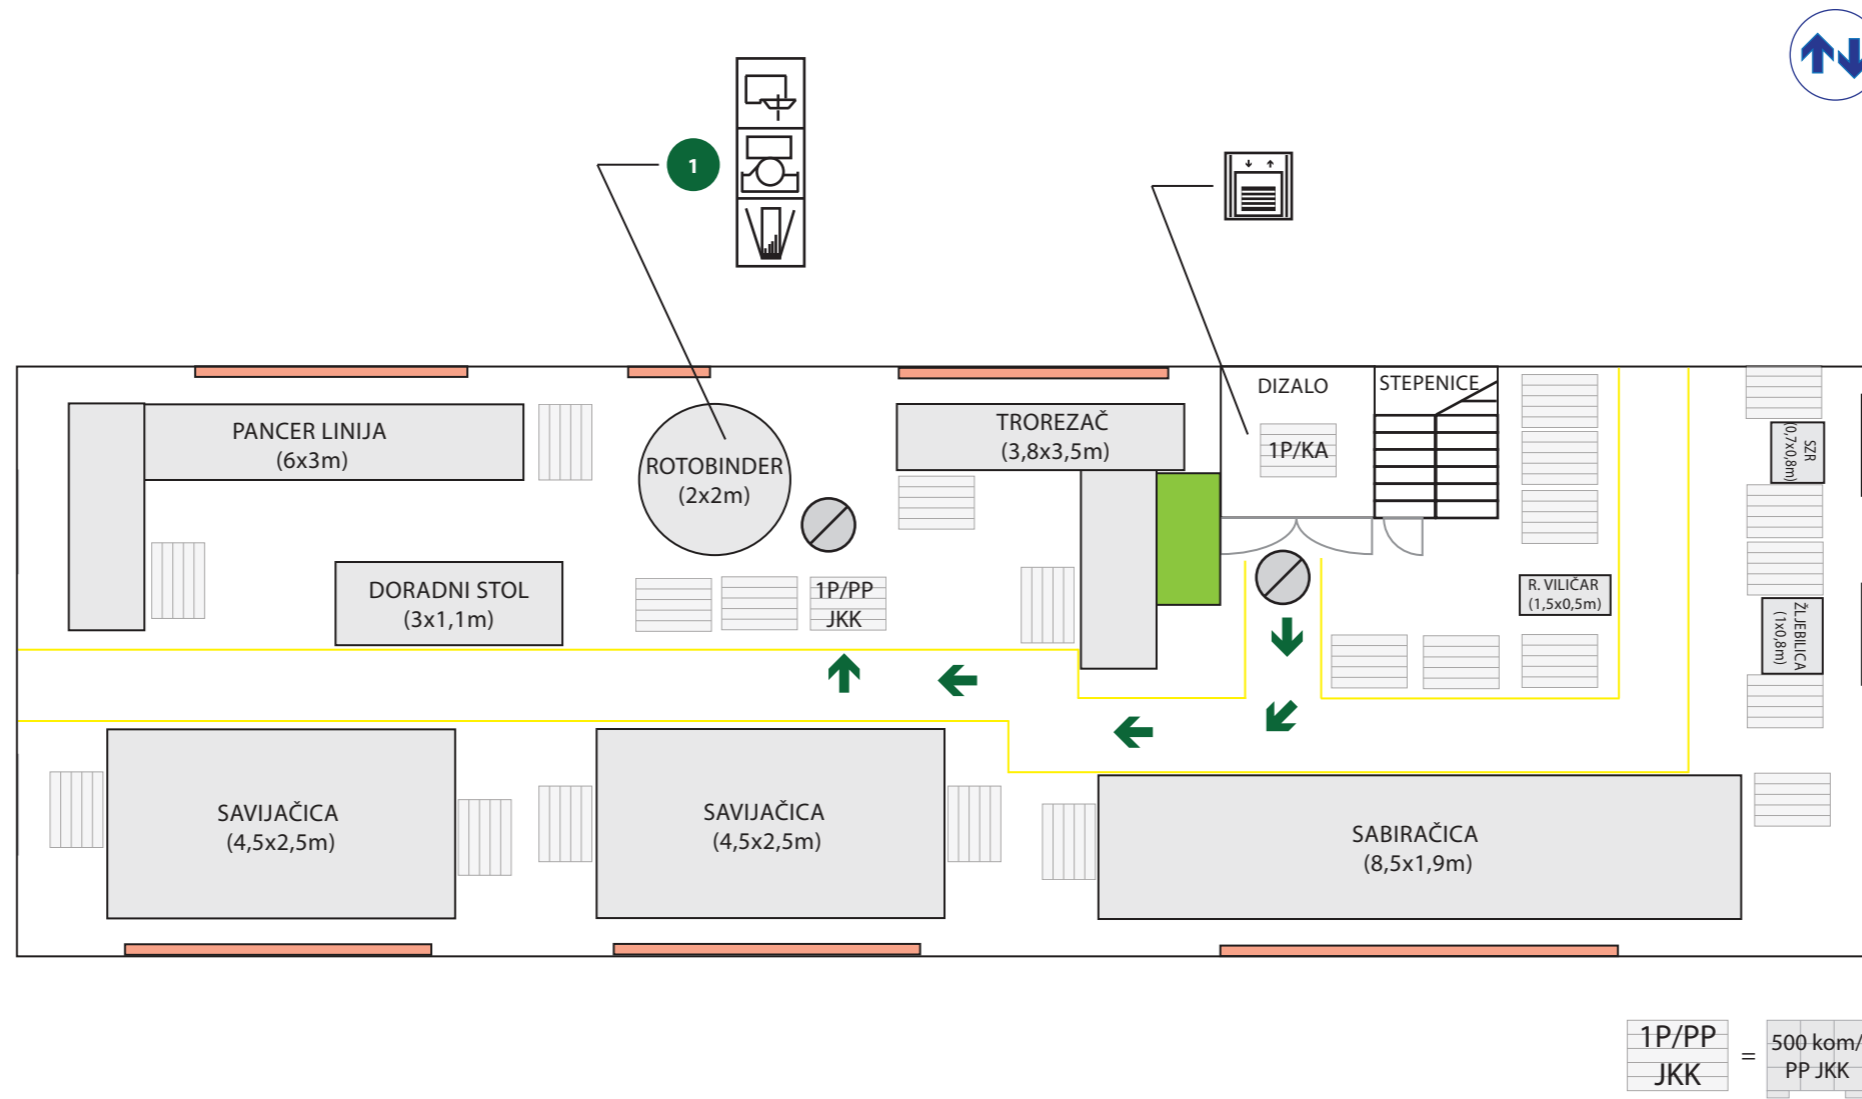 1
DIZALO
STEPENICE
1P/KA
PANCER LINIJA
(6x3m)
ROTOBINDER
(2x2m)
TROREZAČ
(3,8x3,5m)
SZR
(0,7x0,8m)
DORADNI STOL
(3x1,1m)
1P/PP
JKK
R. VILIČAR
(1,5x0,5m)
ŽLJEBILICA
(1x0,8m)
SAVIJAČICA
(4,5x2,5m)
SAVIJAČICA
(4,5x2,5m)
SABIRAČICA
(8,5x1,9m)
1P/PP
JKK
=
500 kom/
PP JKK